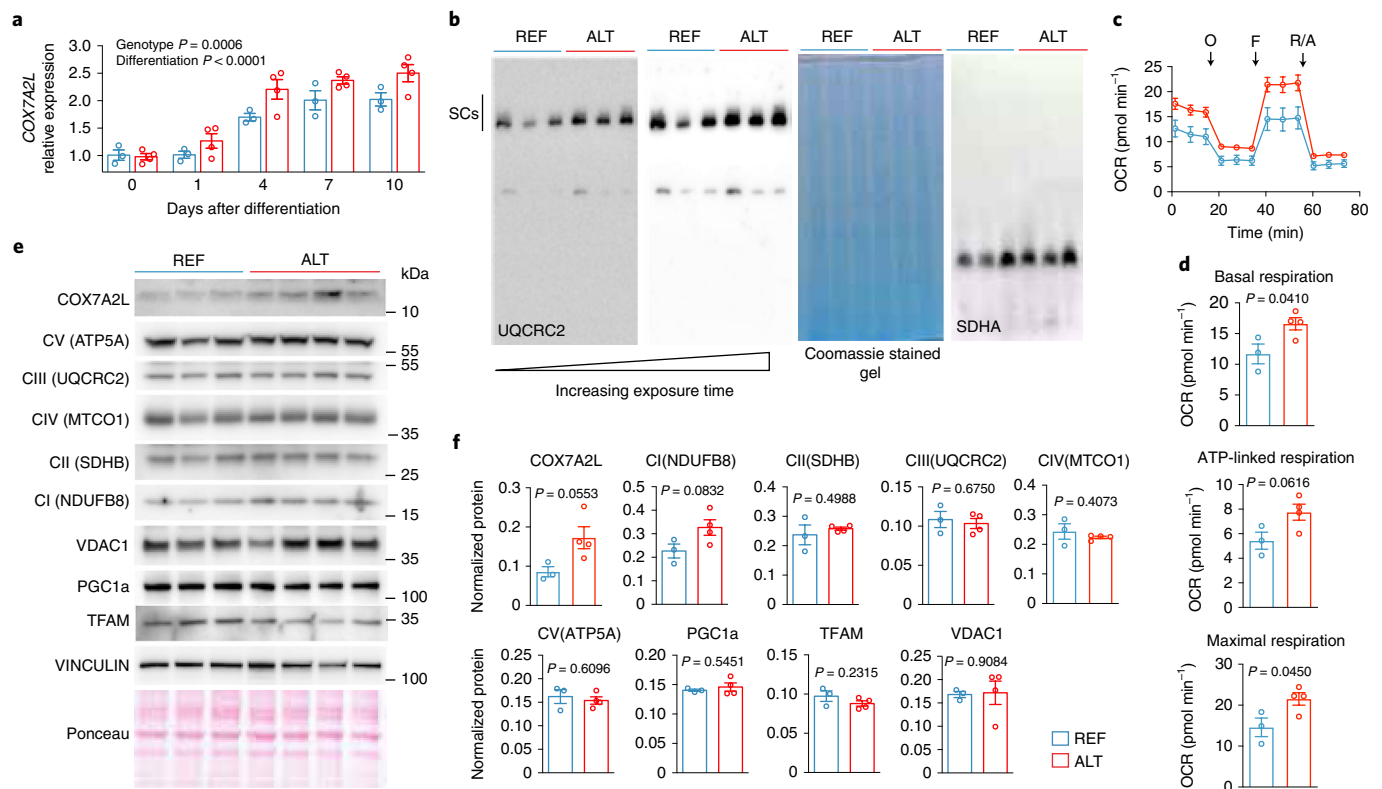 a
COX7A2L
relative expression
3.0
2.5
2.0
1.5
1.0
Genotype P = 0.0006
Differentiation P < 0.0001
0 1 4 7 10
Days after differentiation
b
REF ALT REF ALT REF ALT REF ALT
SCs
UQCRC2
SDHA
Coomassie stained
gel
Increasing exposure time
c
O F R/A
OCR (pmol min⁻¹)
25
20
15
10
5
0
0 20 40 60 80
Time (min)
d
Basal respiration
P = 0.0410
OCR (pmol min⁻¹)
20
15
10
5
0
ATP-linked respiration
P = 0.0616
OCR (pmol min⁻¹)
10
8
6
4
2
0
Maximal respiration
P = 0.0450
OCR (pmol min⁻¹)
30
20
10
0
e
REF ALT
kDa
COX7A2L
10
CV (ATP5A)
55
55
CIII (UQCRC2)
CIV (MTCO1)
35
CII (SDHB)
25
CI (NDUFB8)
15
VDAC1
35
PGC1a
100
TFAM
35
VINCULIN
100
Ponceau
f
COX7A2L
P = 0.0553
Normalized protein
0.3
0.2
0.1
0
CI(NDUFB8)
P = 0.0832
0.5
0.4
0.3
0.2
0.1
0
CII(SDHB)
P = 0.4988
0.4
0.3
0.2
0.1
0
CIII(UQCRC2)
P = 0.6750
0.15
0.10
0.05
0
CIV(MTCO1)
P = 0.4073
0.4
0.3
0.2
0.1
0
CV(ATP5A)
P = 0.6096
Normalized protein
0.25
0.20
0.15
0.10
0.05
0
PGC1a
P = 0.5451
0.25
0.20
0.15
0.10
0.05
0
TFAM
P = 0.2315
0.15
0.10
0.05
0
VDAC1
P = 0.9084
0.25
0.20
0.15
0.10
0.05
0
REF
ALT